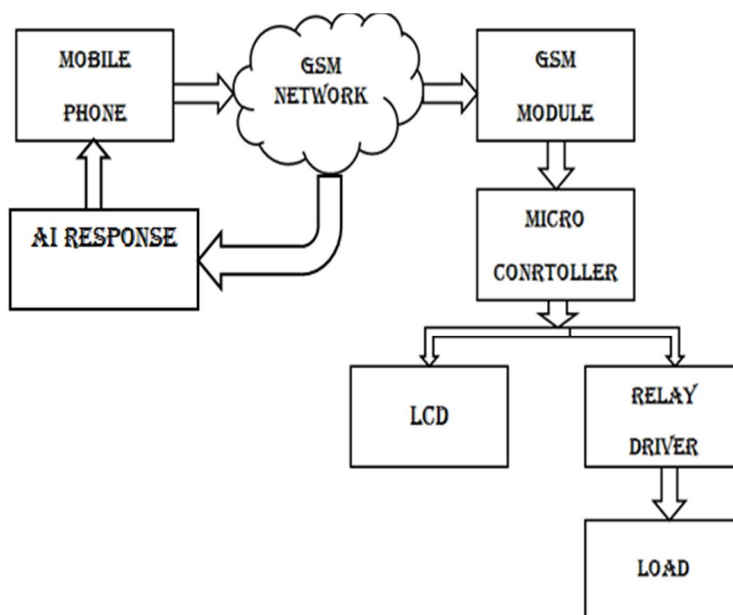 MOBILE
PHONE
GSM
NETWORK
GSM
MODULE
AI RESPONSE
MICRO
CONRTOLLER
LCD
RELAY
DRIVER
LOAD